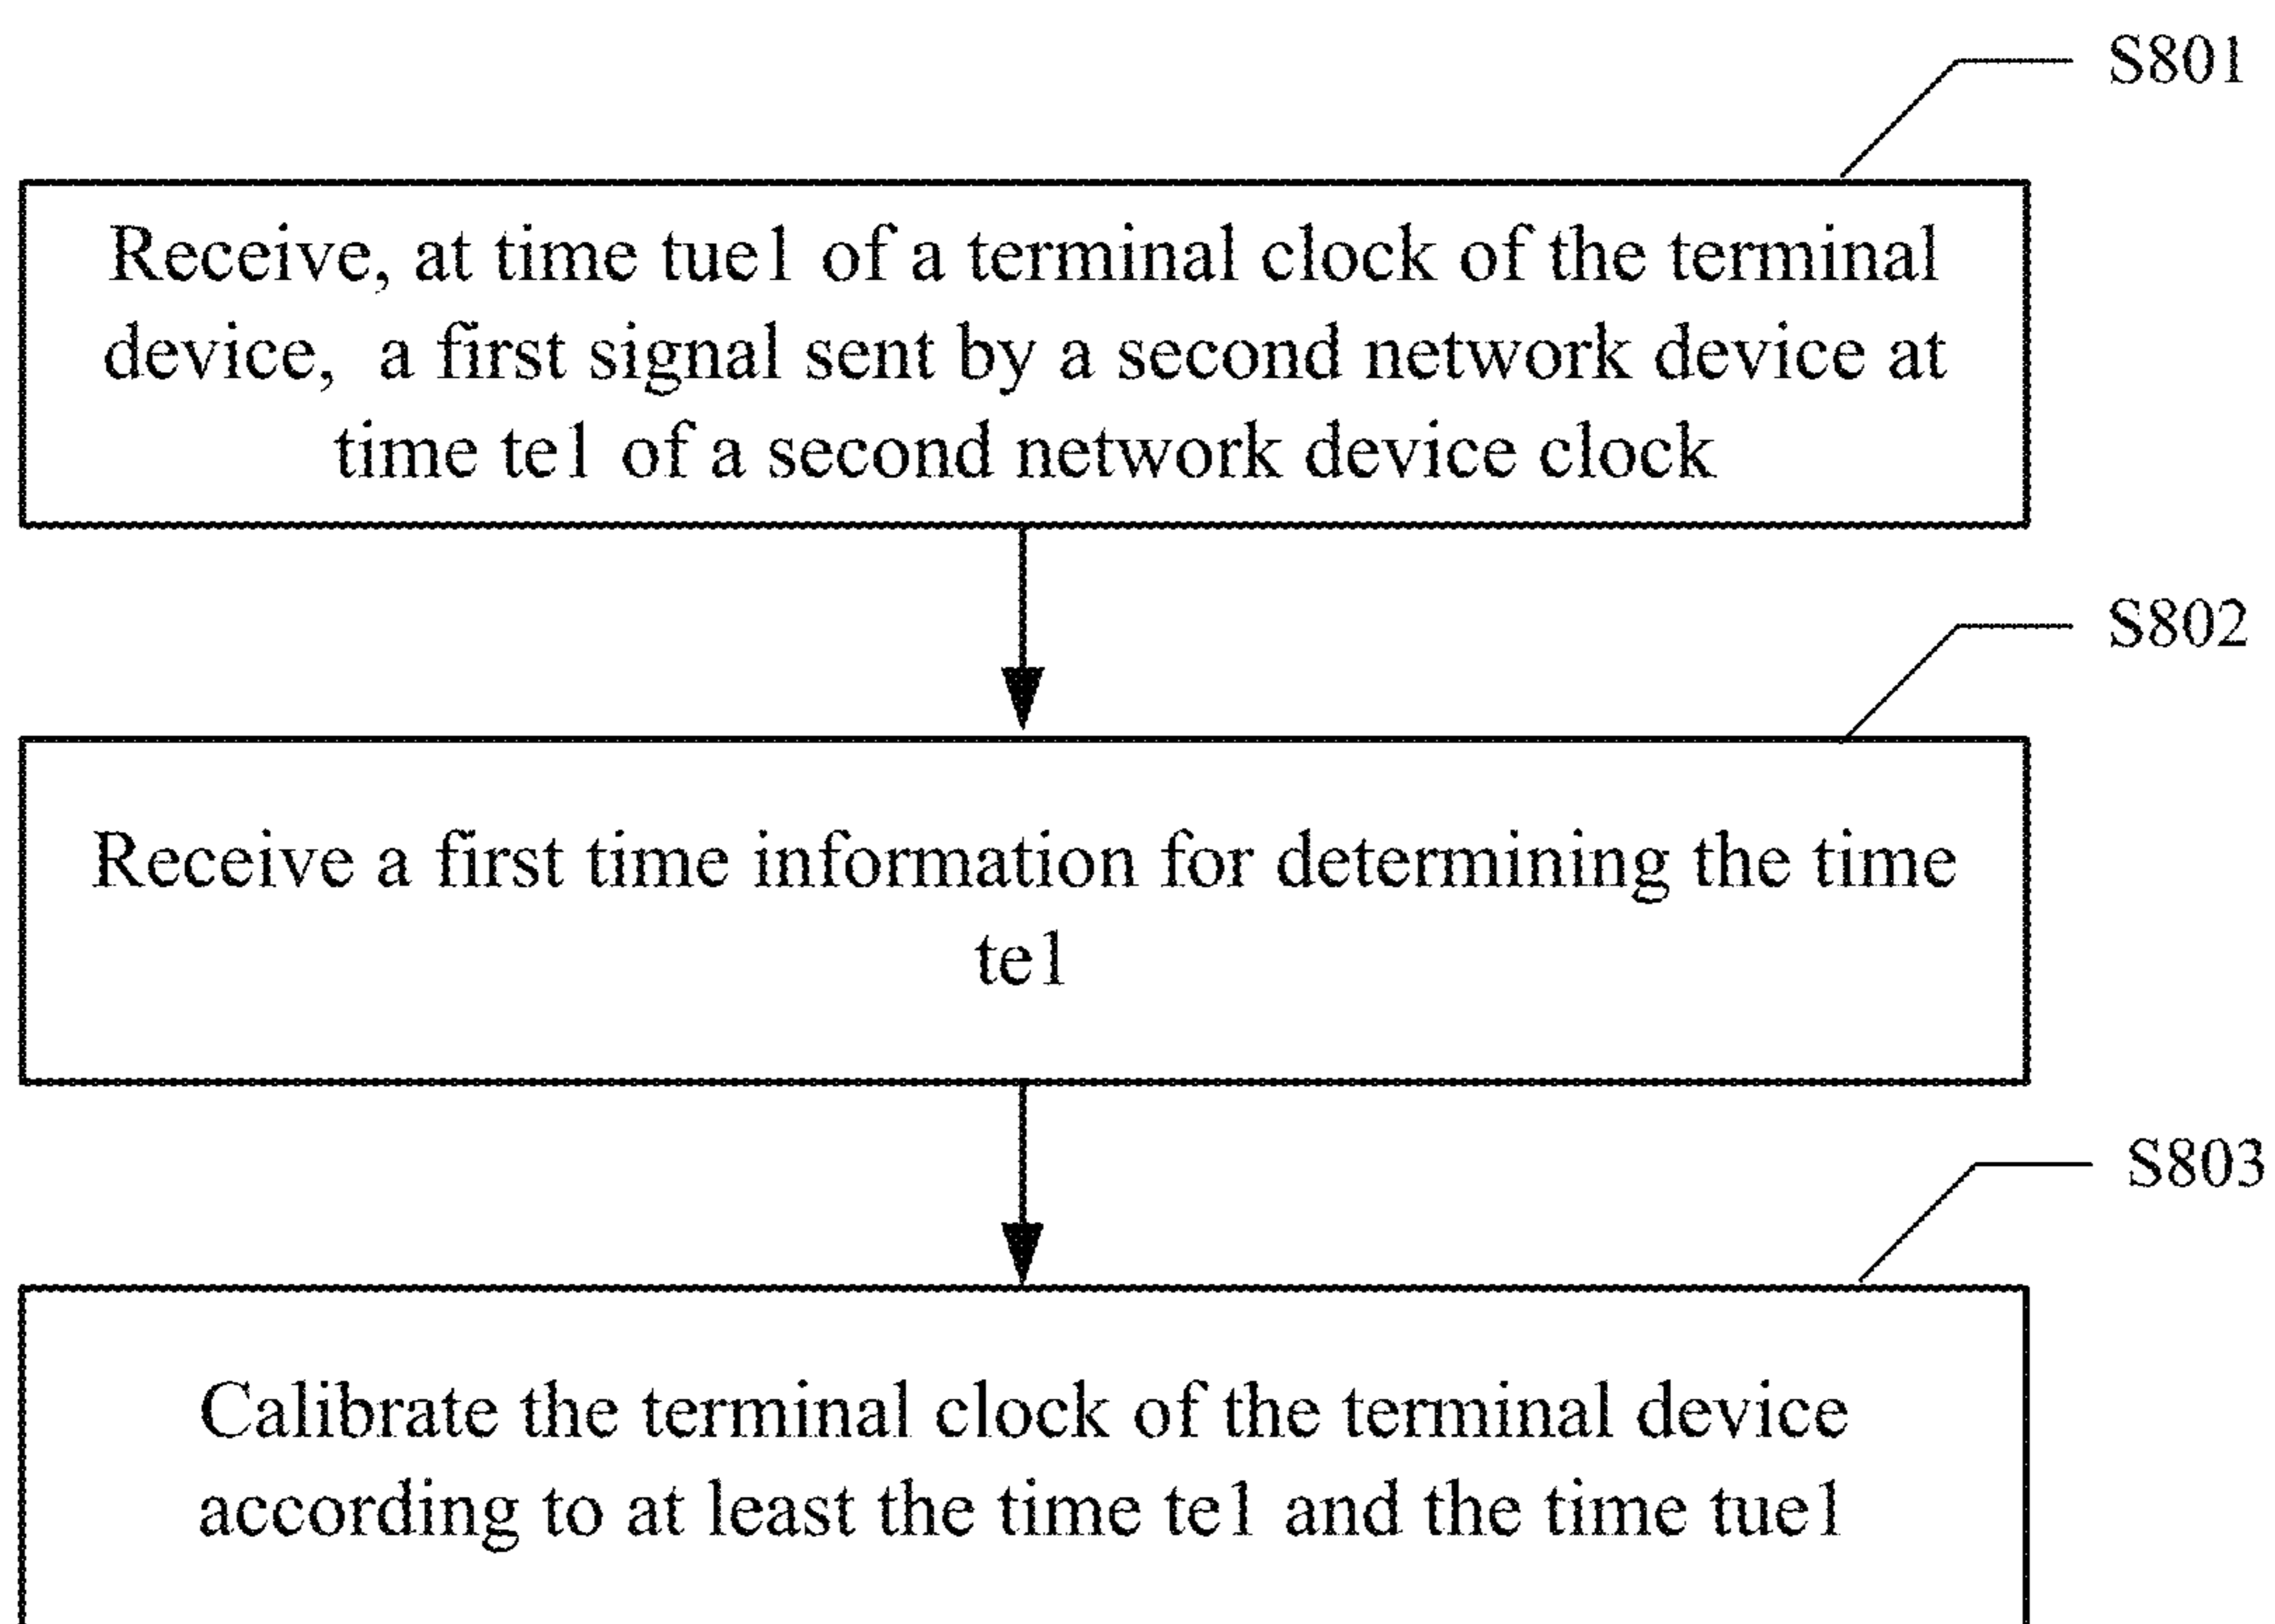 S801
Receive, at time tue1 of a terminal clock of the terminal
device, a first signal sent by a second network device at
time te1 of a second network device clock
S802
Receive a first time information for determining the time
te1
S803
Calibrate the terminal clock of the terminal device
according to at least the time te1 and the time tue1